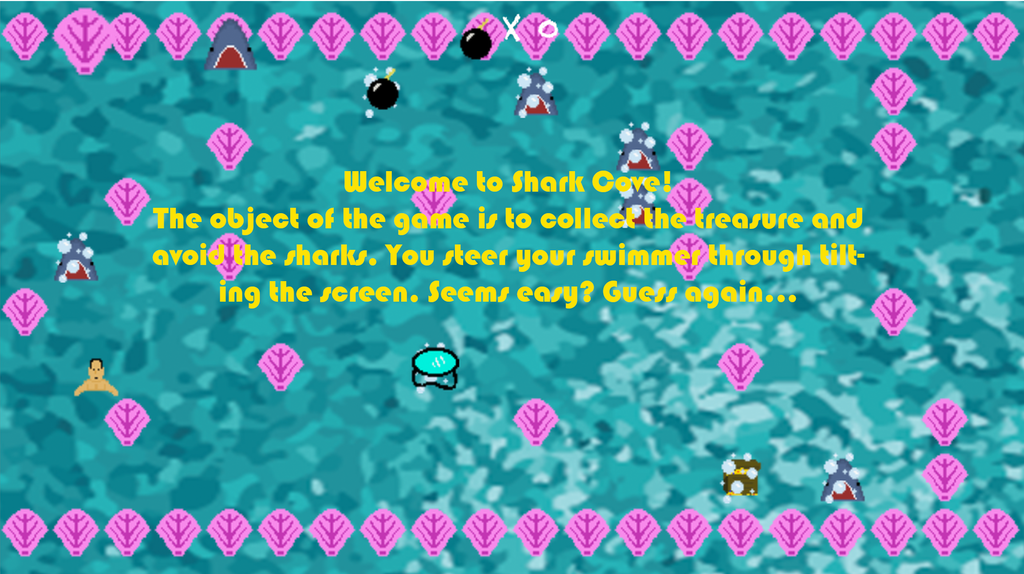 X 0
Welcome to Shark Cove!
The object of the game is to collect the treasure and
avoid the sharks. You steer your swimmer through tilt-
ing the screen. Seems easy? Guess again...